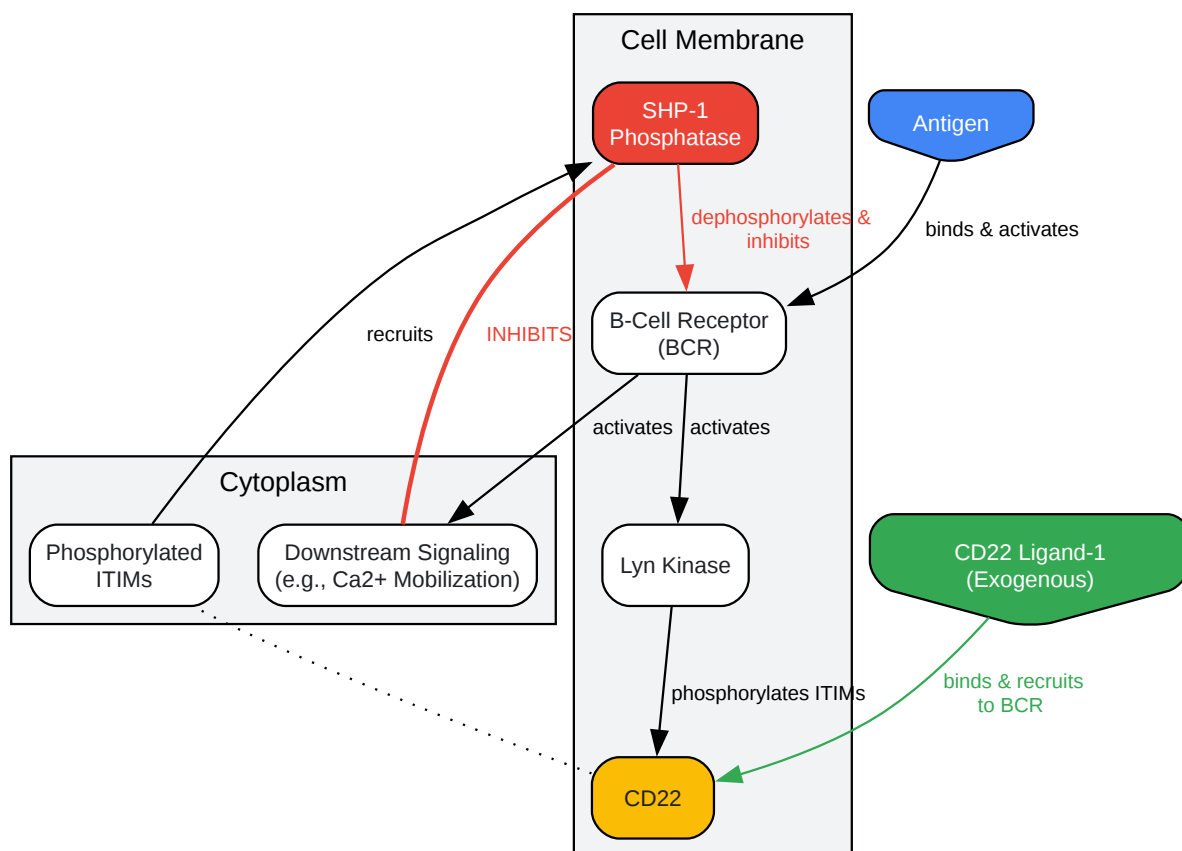 Cell Membrane
SHP-1
Phosphatase
Antigen
dephosphorylates &
inhibits
binds & activates
B-Cell Receptor
(BCR)
recruits
INHIBITS
activates
activates
Cytoplasm
Phosphorylated
ITIMs
Downstream Signaling
(e.g., Ca2+ Mobilization)
Lyn Kinase
CD22 Ligand-1
(Exogenous)
phosphorylates ITIMs
binds & recruits
to BCR
CD22